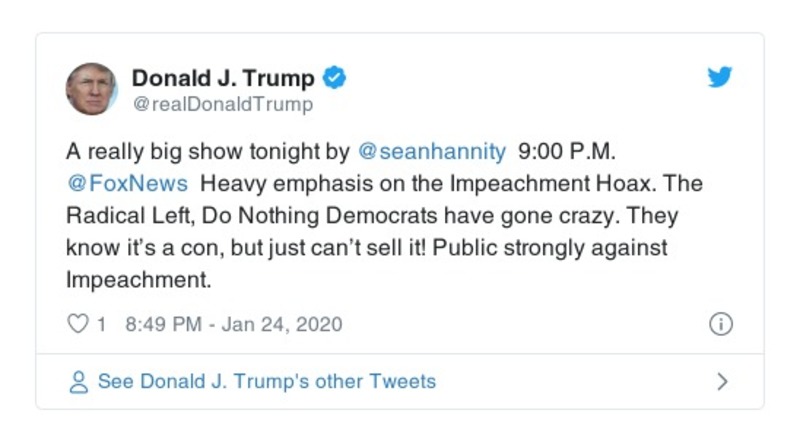 Donald J. Trump
@realDonaldTrump
A really big show tonight by @seanhannity 9:00 P.M.
@FoxNews Heavy emphasis on the Impeachment Hoax. The
Radical Left, Do Nothing Democrats have gone crazy. They
know it’s a con, but just can’t sell it! Public strongly against
Impeachment.
1 8:49 PM - Jan 24, 2020
See Donald J. Trump's other Tweets